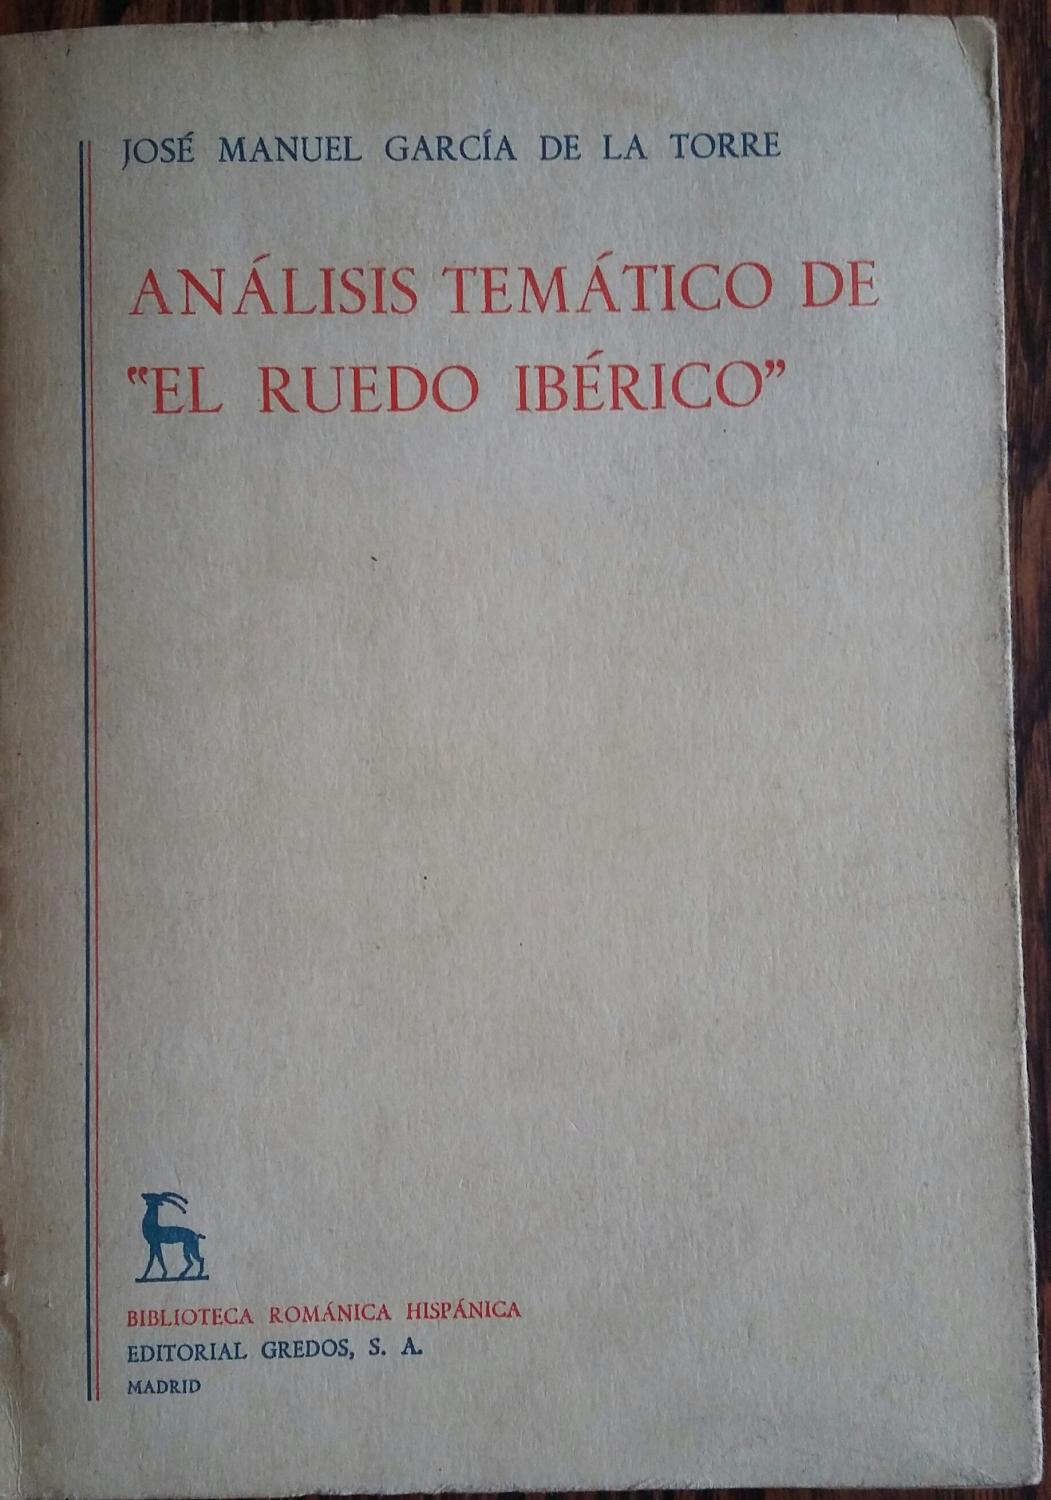 JOSÉ MANUEL GARCÍA DE LA TORRE
ANÁLISIS TEMÁTICO DE
“EL RUEDO IBÉRICO”
BIBLIOTECA ROMÁNICA HISPÁNICA
EDITORIAL GREDOS, S. A.
MADRID